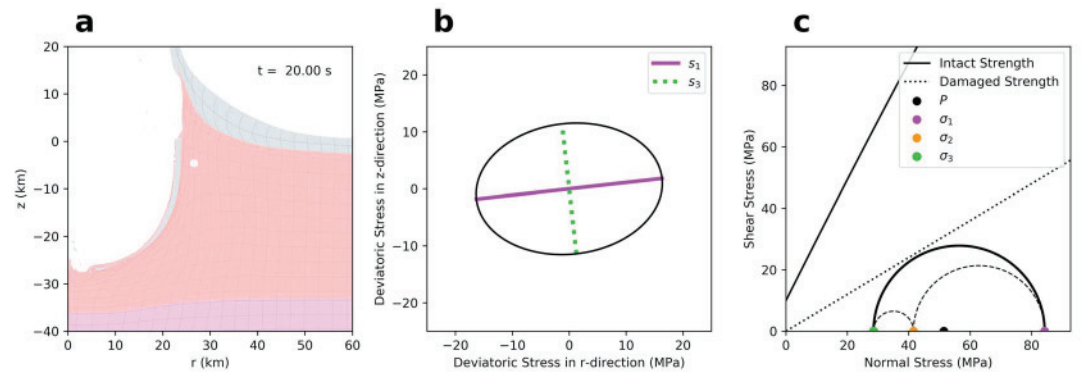 a
t = 20.00 s
20
10
0
−10
−20
−30
−40
z (km)
0 10 20 30 40 50 60
r (km)
b
s1
s3
20
10
0
−10
−20
Deviatoric Stress in z-direction (MPa)
−20 −10 0 10 20
Deviatoric Stress in r-direction (MPa)
c
Intact Strength
Damaged Strength
P
σ1
σ2
σ3
80
60
40
20
0
Shear Stress (MPa)
0 20 40 60 80
Normal Stress (MPa)